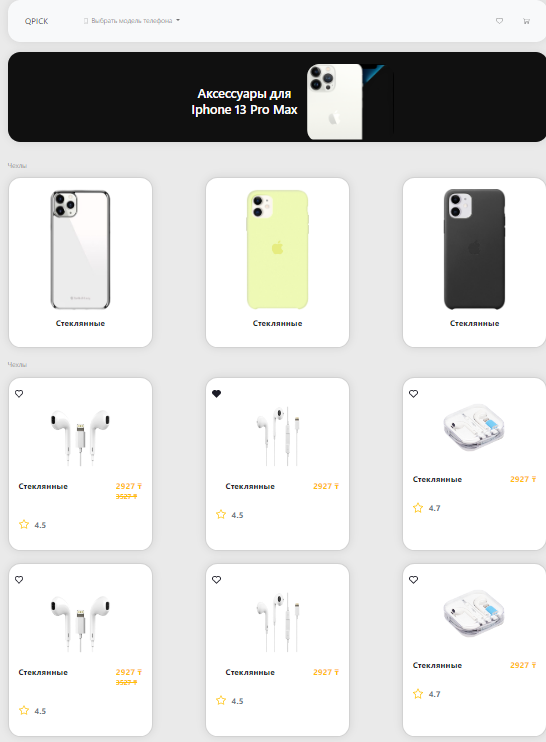 QPICK
Выбрать модель телефона
Аксессуары для
Iphone 13 Pro Max
Чехлы
Стеклянные
Стеклянные
Стеклянные
Чехлы
Стеклянные 2927 ₸
3527 ₸
4.5
Стеклянные 2927 ₸
4.5
Стеклянные 2927 ₸
4.7
Стеклянные 2927 ₸
3527 ₸
4.5
Стеклянные 2927 ₸
4.5
Стеклянные 2927 ₸
4.7